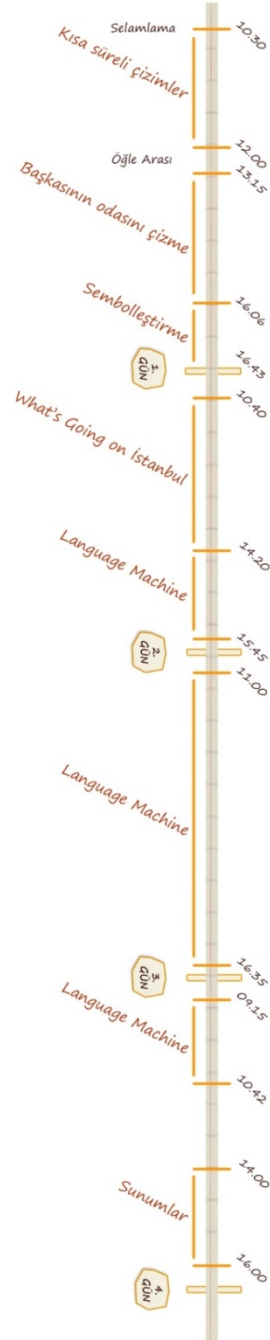 Selamlama
10.30
Kısa süreli çizimler
12.00
Öğle Arası
13.15
Başkasının odasını çizme
16.06
Sembolleştirme
16.43
1. GÜN
10.40
What's Going on İstanbul
14.20
Language Machine
15.45
2. GÜN
11.00
Language Machine
16.35
3. GÜN
09.15
Language Machine
10.42
14.00
Sunumlar
16.00
4. GÜN